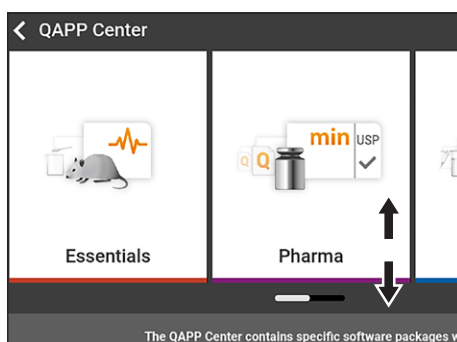 QAPP Center
Q Q
min USP
Essentials
Pharma
The QAPP Center contains specific software packages w